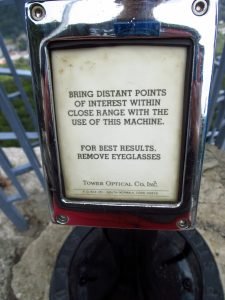 BRING DISTANT POINTS
OF INTEREST WITHIN
CLOSE RANGE WITH THE
USE OF THIS MACHINE.
FOR BEST RESULTS,
REMOVE EYEGLASSES
TOWER OPTICAL CO., INC.